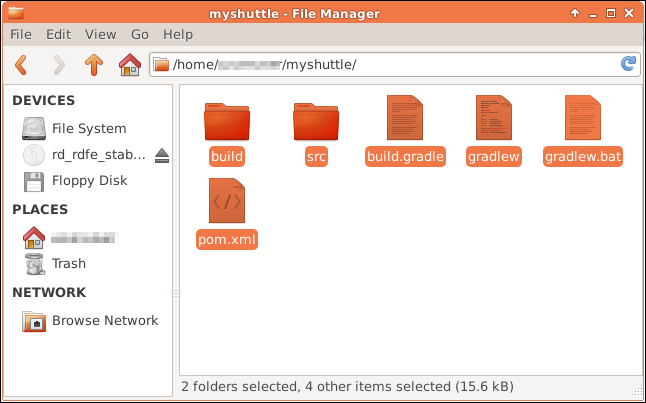 myshuttle - File Manager
File Edit View Go Help
/home/ /myshuttle/
DEVICES
File System
rd_rdfe_stab...
Floppy Disk
PLACES
Trash
NETWORK
Browse Network
build src build.gradle gradlew gradlew.bat
pom.xml
2 folders selected, 4 other items selected (15.6 kB)